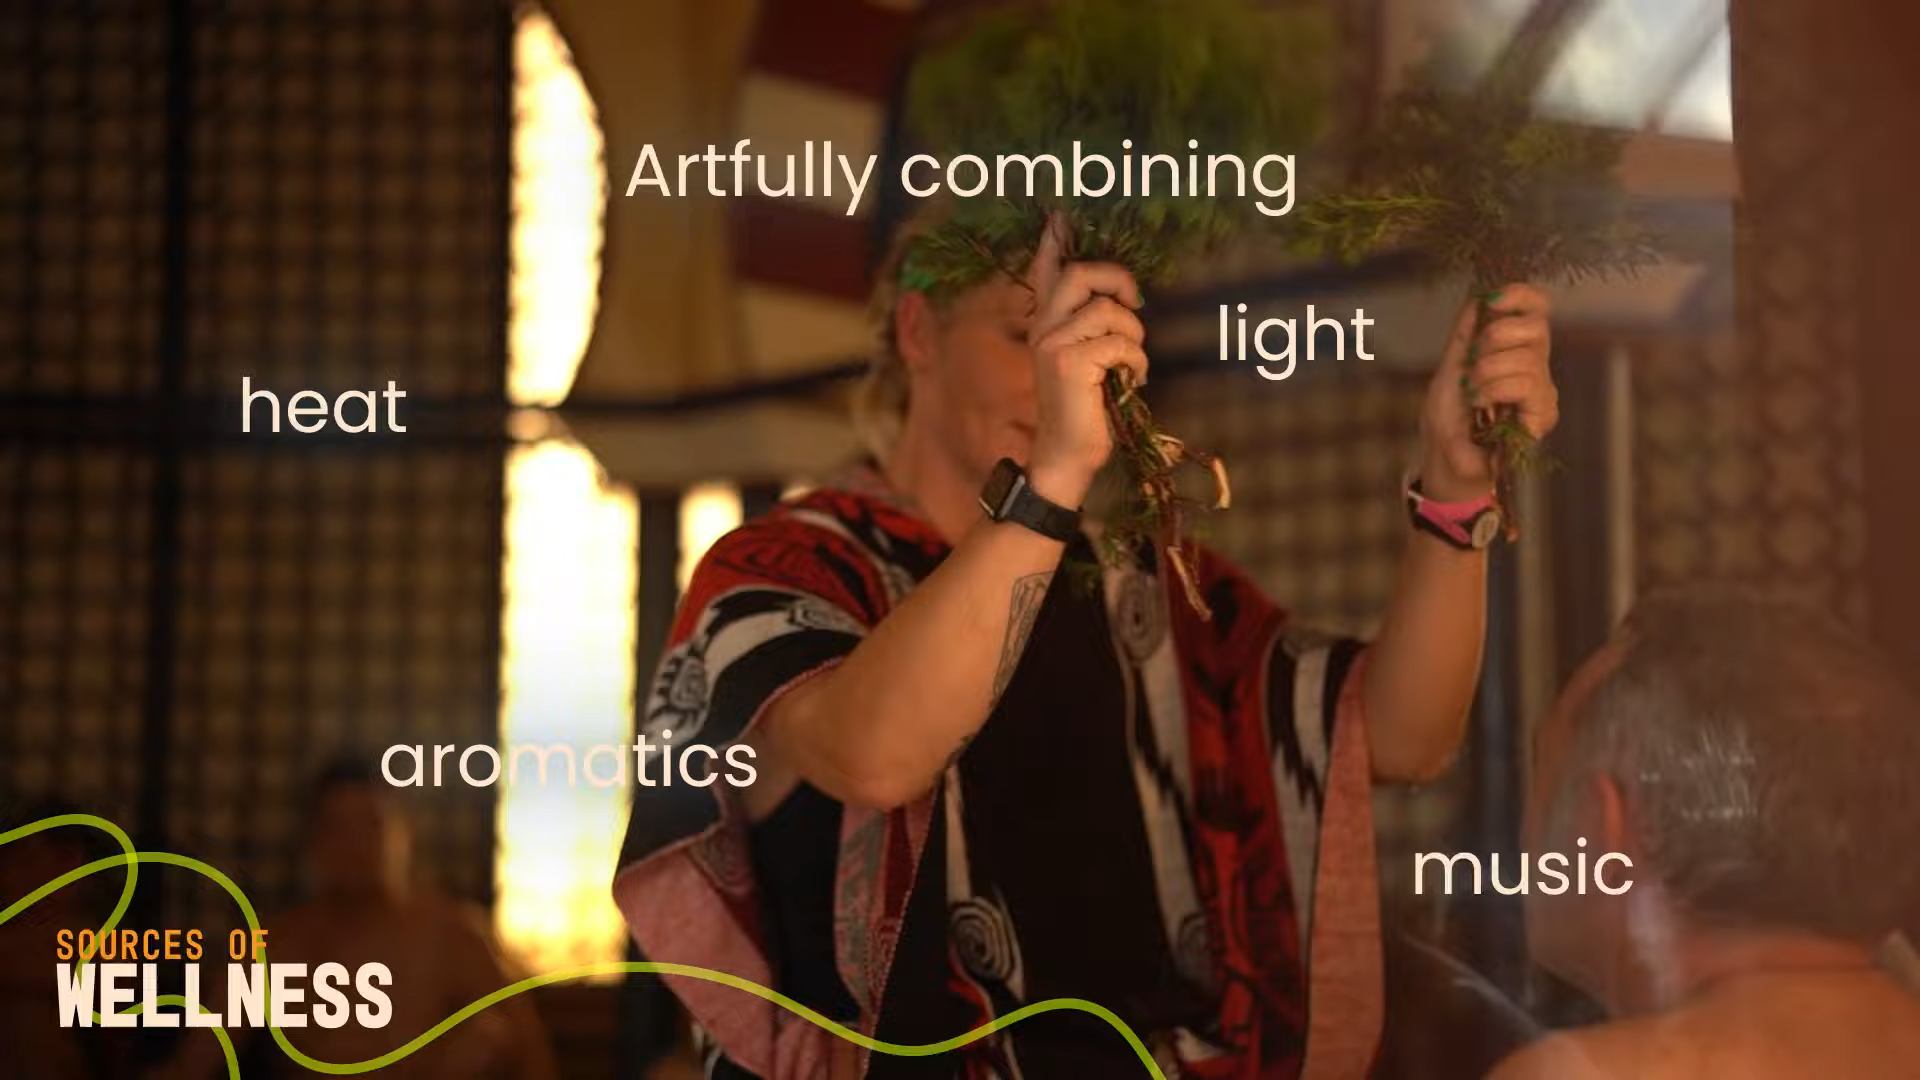 Artfully combining
light
heat
aromatics
music
SOURCES OF
WELLNESS